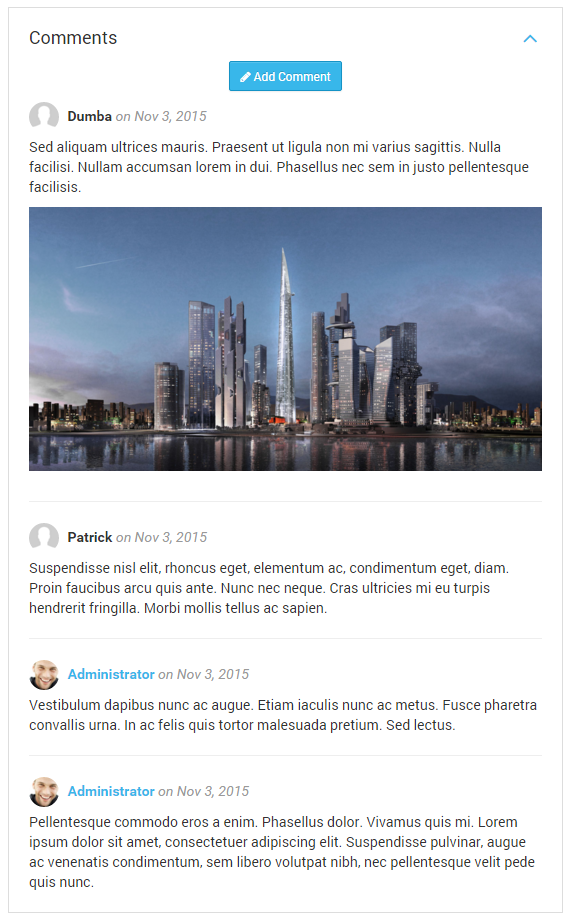 Comments
Add Comment
Dumba on Nov 3, 2015
Sed aliquam ultrices mauris. Praesent ut ligula non mi varius sagittis. Nulla
facilisi. Nullam accumsan lorem in dui. Phasellus nec sem in justo pellentesque
facilisis.
Patrick on Nov 3, 2015
Suspendisse nisl elit, rhoncus eget, elementum ac, condimentum eget, diam.
Proin faucibus arcu quis ante. Nunc nec neque. Cras ultricies mi eu turpis
hendrerit fringilla. Morbi mollis tellus ac sapien.
Administrator on Nov 3, 2015
Vestibulum dapibus nunc ac augue. Etiam iaculis nunc ac metus. Fusce pharetra
convallis urna. In ac felis quis tortor malesuada pretium. Sed lectus.
Administrator on Nov 3, 2015
Pellentesque commodo eros a enim. Phasellus dolor. Vivamus quis mi. Lorem
ipsum dolor sit amet, consectetuer adipiscing elit. Suspendisse pulvinar, augue
ac venenatis condimentum, sem libero volutpat nibh, nec pellentesque velit pede
quis nunc.